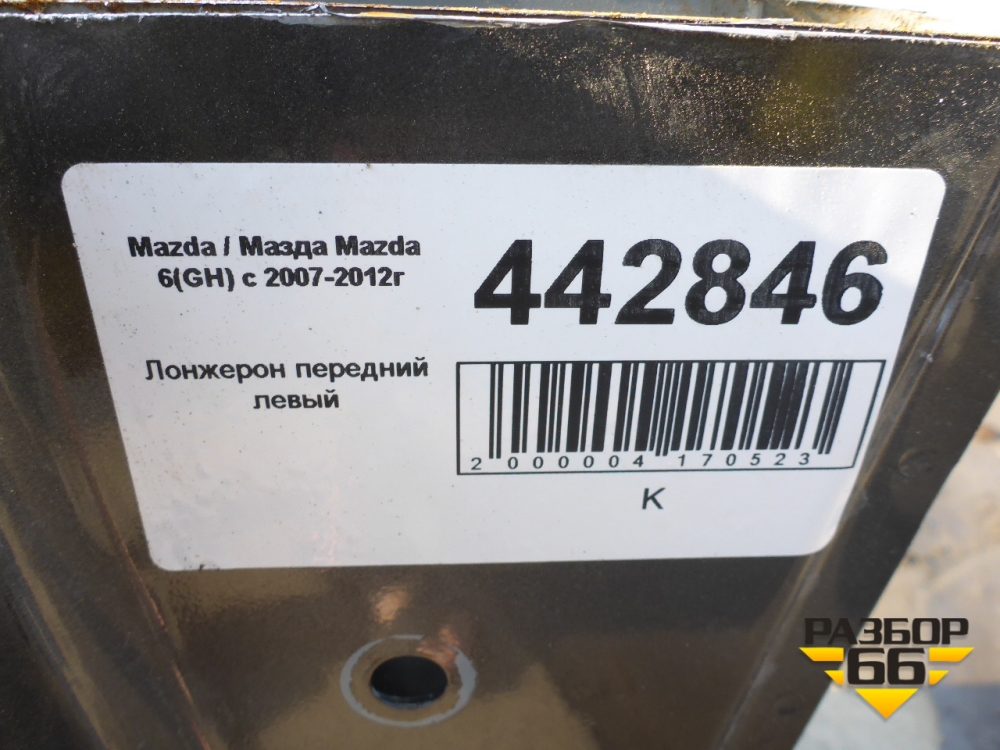 Mazda / Мазда Mazda
6(GH) с 2007-2012г
442846
Лонжерон передний
левый
2 000004 170523
К
РАЗБОР
66